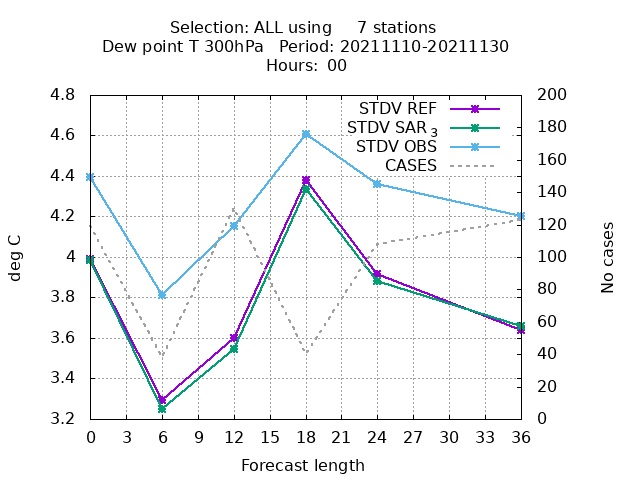 Selection: ALL using 7 stations
Dew point T 300hPa Period: 20211110-20211130
Hours: 00
4.8
4.6
4.4
4.2
4
3.8
3.6
3.4
3.2
deg C
200
180
160
140
120
100
80
60
40
20
0
No cases
STDV REF
STDV SAR 3
STDV OBS
CASES
0 3 6 9 12 15 18 21 24 27 30 33 36
Forecast length